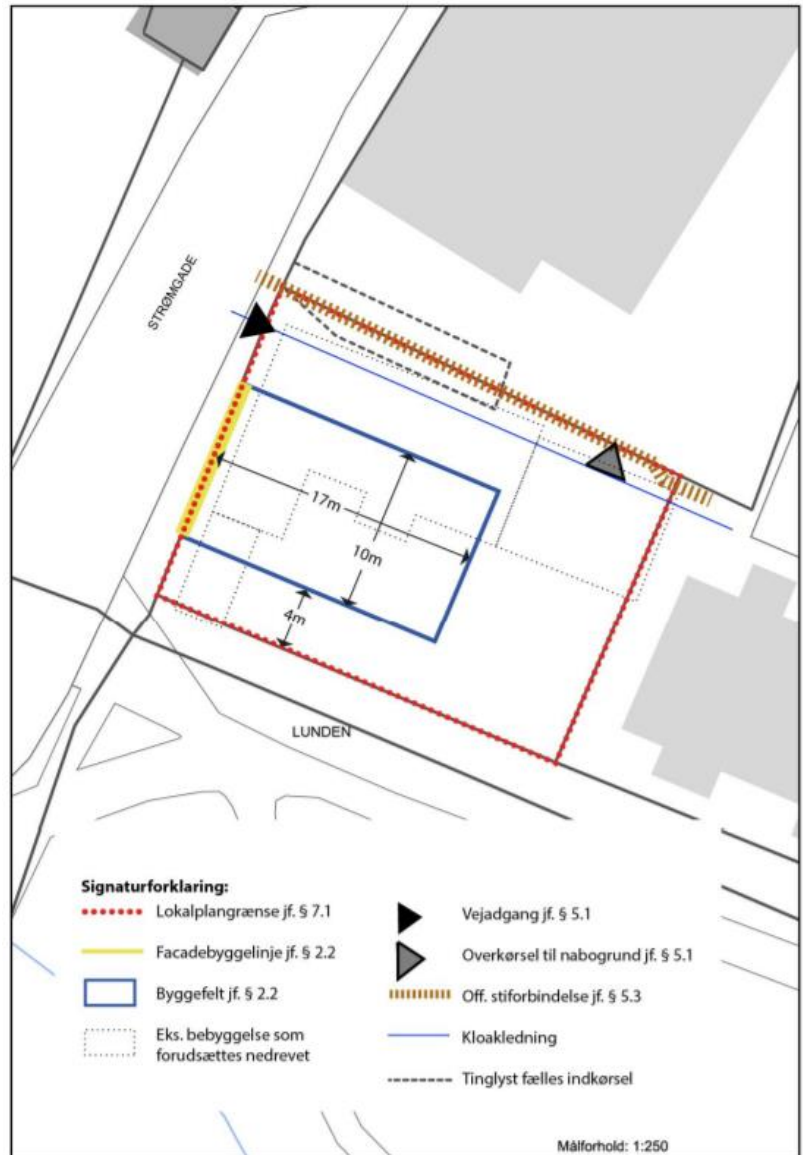 STRØMGADE
17m
10m
4m
LUNDEN
Signaturforklaring:
Lokalplangrænse jf. § 7.1
Facadebyggelinje jf. § 2.2
Byggefelt jf. § 2.2
Eks. bebyggelse som
forudsættes nedrevet
Vejadgang jf. § 5.1
Overkørsel til nabogrund jf. § 5.1
Off. stiforbindelse jf. § 5.3
Kloakledning
Tinglyst fælles indkørsel
Målforhold: 1:250